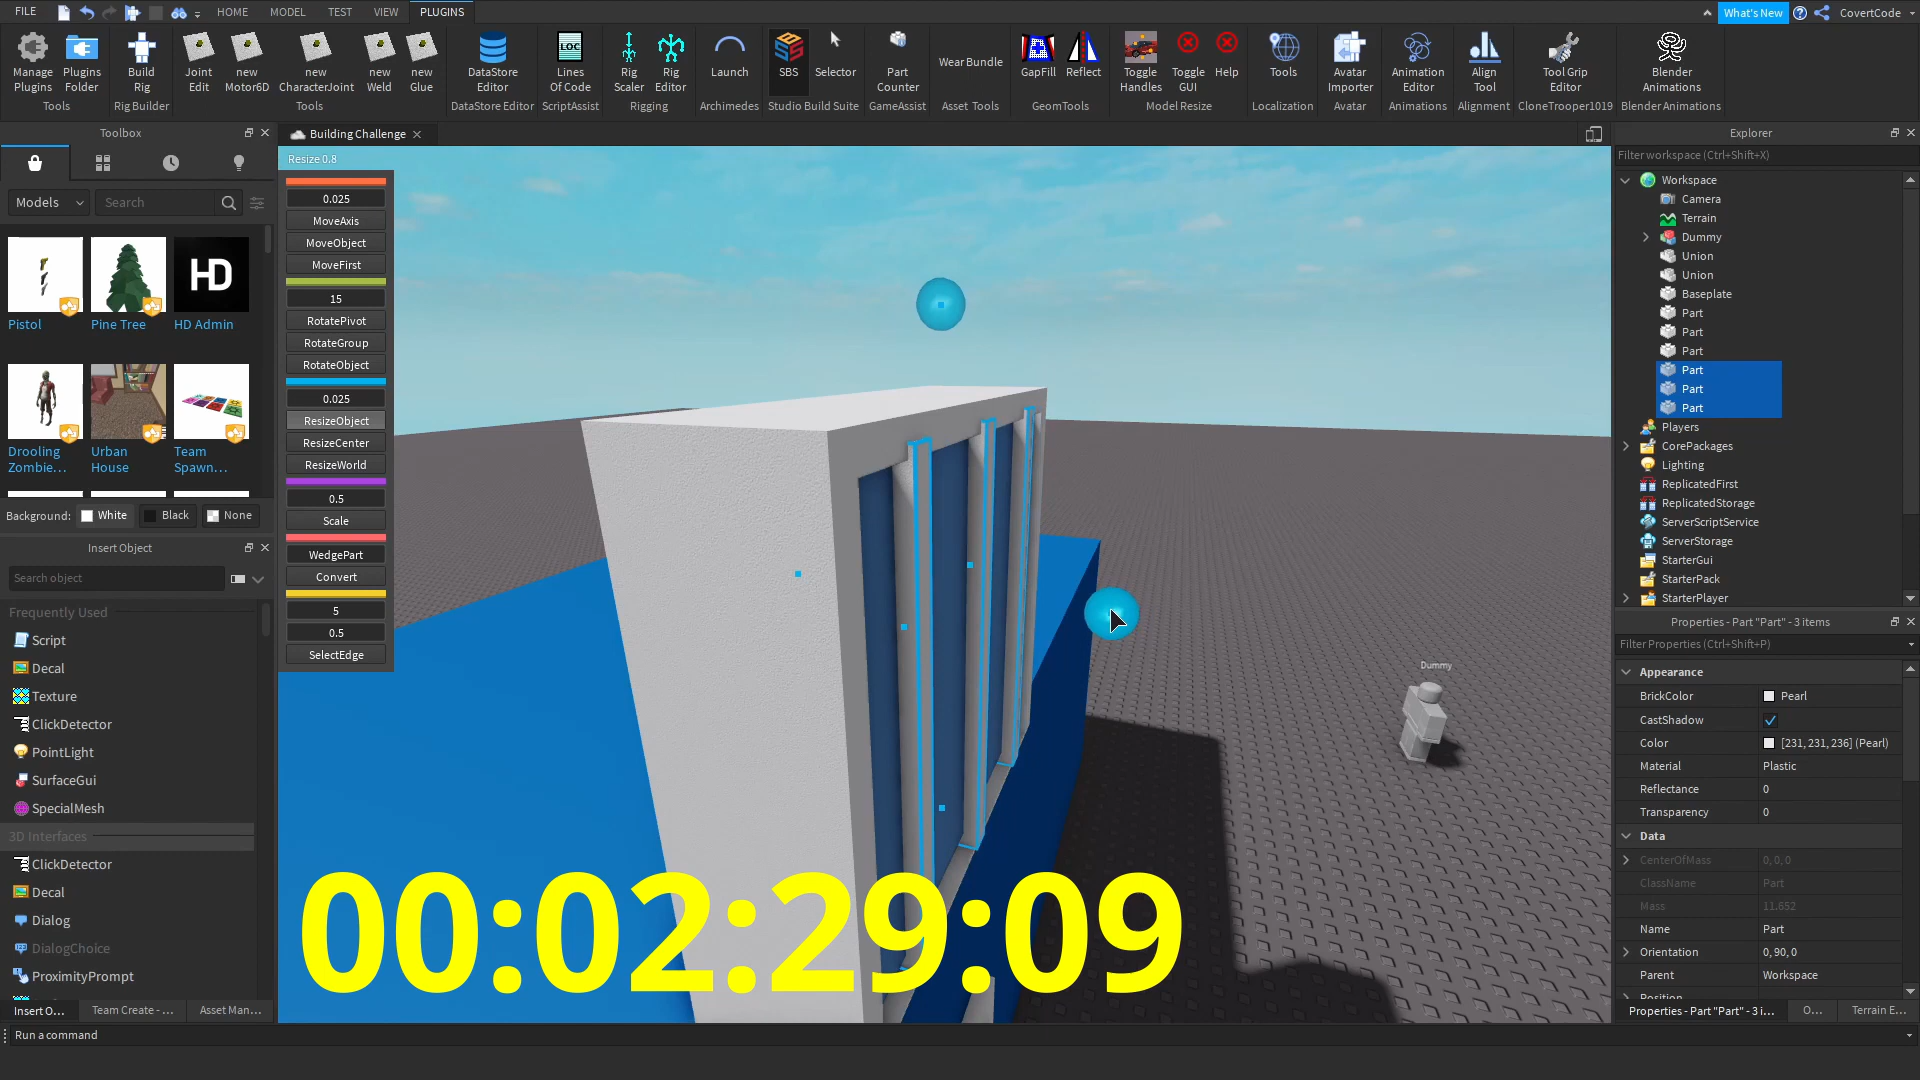 FILE HOME MODEL TEST VIEW PLUGINS What's New CovertCode
Manage Plugins
Plugins Folder
Tools
Build Rig
Rig Builder
Joint Edit
new Motor6D
new CharacterJoint
new Weld
new Glue
Tools
DataStore Editor
DataStore Editor
LOC
Lines Of Code
ScriptAssist
Rig Scaler
Rig Editor
Rigging
Launch
Archimedes
SBS
Selector
Studio Build Suite
Part Counter
GameAssist
Wear Bundle
Asset Tools
GapFill
Reflect
GeomTools
Toggle Handles
Toggle GUI
Help
Model Resize
Tools
Localization
Avatar Importer
Avatar
Animation Editor
Animations
Align Tool
Alignment
Tool Grip Editor
CloneTrooper1019
Blender Animations
Blender Animations
Toolbox
Models
Search
Pistol
Pine Tree
HD
HD Admin
Drooling Zombie...
Urban House
Team Spawn...
Background: White Black None
Insert Object
Search object
Frequently Used
Script
Decal
Texture
ClickDetector
PointLight
SurfaceGui
SpecialMesh
3D Interfaces
ClickDetector
Decal
Dialog
DialogChoice
ProximityPrompt
Insert O... Team Create - ... Asset Man...
Run a command
Building Challenge
Resize 0.8
0.025
MoveAxis
MoveObject
MoveFirst
15
RotatePivot
RotateGroup
RotateObject
0.025
ResizeObject
ResizeCenter
ResizeWorld
0.5
Scale
WedgePart
Convert
5
0.5
SelectEdge
Dummy
00:02:29:09
Explorer
Filter workspace (Ctrl+Shift+X)
Workspace
Camera
Terrain
Dummy
Union
Union
Baseplate
Part
Part
Part
Part
Part
Part
Players
CorePackages
Lighting
ReplicatedFirst
ReplicatedStorage
ServerScriptService
ServerStorage
StarterGui
StarterPack
StarterPlayer
Properties - Part "Part" - 3 items
Filter Properties (Ctrl+Shift+P)
Appearance
BrickColor Pearl
CastShadow
Color [231, 231, 236] (Pearl)
Material Plastic
Reflectance 0
Transparency 0
Data
CenterOfMass 0, 0, 0
ClassName Part
Mass 11.652
Name Part
Orientation 0, 90, 0
Parent Workspace
Position
Properties - Part "Part" - 3 i... O... Terrain E...